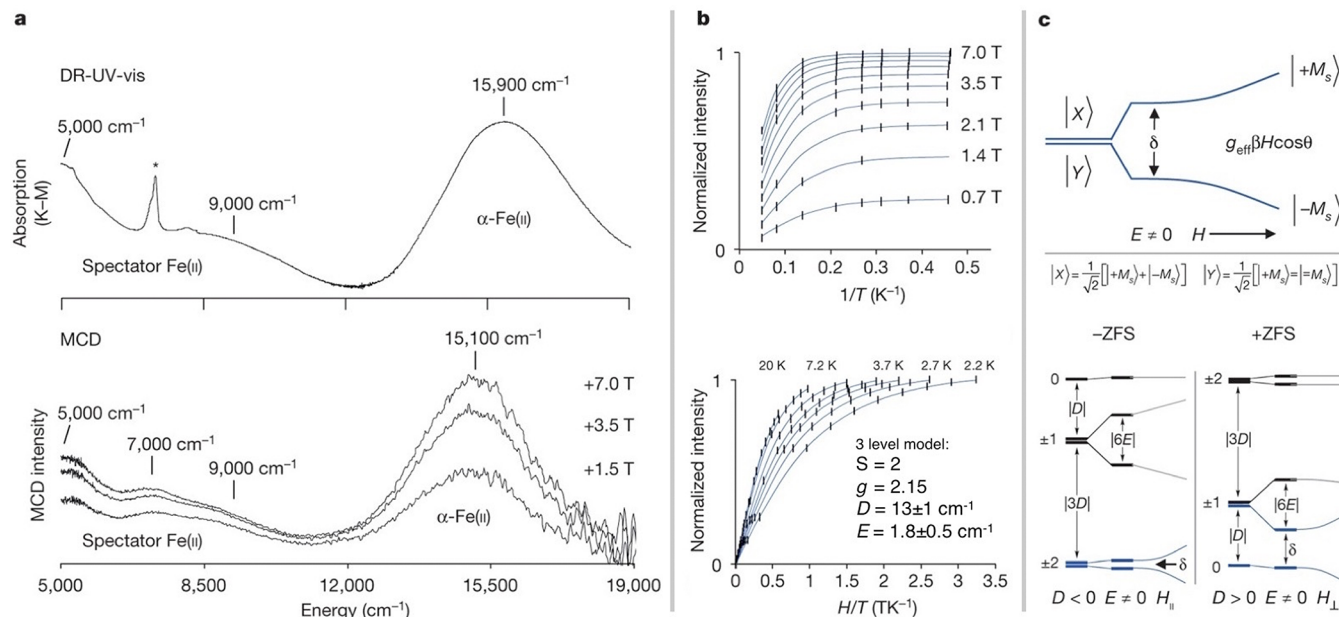 a
DR-UV-vis
5,000 cm⁻¹
*
9,000 cm⁻¹
15,900 cm⁻¹
α-Fe(II)
Spectator Fe(II)
Absorption
(K–M)
MCD
5,000 cm⁻¹
7,000 cm⁻¹
9,000 cm⁻¹
15,100 cm⁻¹
+7.0 T
+3.5 T
+1.5 T
α-Fe(II)
Spectator Fe(II)
MCD intensity
5,000 8,500 12,000 15,500 19,000
Energy (cm⁻¹)
b
Normalized intensity
1
0
7.0 T
3.5 T
2.1 T
1.4 T
0.7 T
0 0.1 0.2 0.3 0.4 0.5
1/T (K⁻¹)
Normalized intensity
1
0
20 K 7.2 K 3.7 K 2.7 K 2.2 K
3 level model:
S = 2
g = 2.15
D = 13±1 cm⁻¹
E = 1.8±0.5 cm⁻¹
0 0.5 1 1.5 2 2.5 3 3.5
H/T (TK⁻¹)
c
|+Mₛ⟩
|X⟩
|Y⟩
δ
g_effβHcosθ
|−Mₛ⟩
E ≠ 0 H
|X⟩=1/√2[|+Mₛ⟩+|−Mₛ⟩] |Y⟩=1/√2[|+Mₛ⟩=|=Mₛ⟩]
−ZFS
0
|D|
±1
|6E|
|3D|
±2
δ
D < 0 E ≠ 0 H∥
+ZFS
±2
|3D|
±1
|6E|
|D|
δ
0
D > 0 E ≠ 0 H⊥